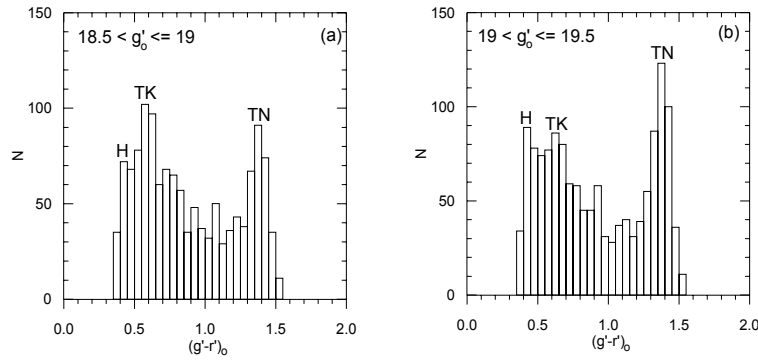 150
18.5 < g'o <= 19
(a)
TK
100
TN
H
N
50
0
0.0
0.5
1.0
1.5
2.0
(g'-r')o
150
19 < g'o <= 19.5
(b)
TN
100
H
TK
N
50
0
0.0
0.5
1.0
1.5
2.0
(g'-r')o